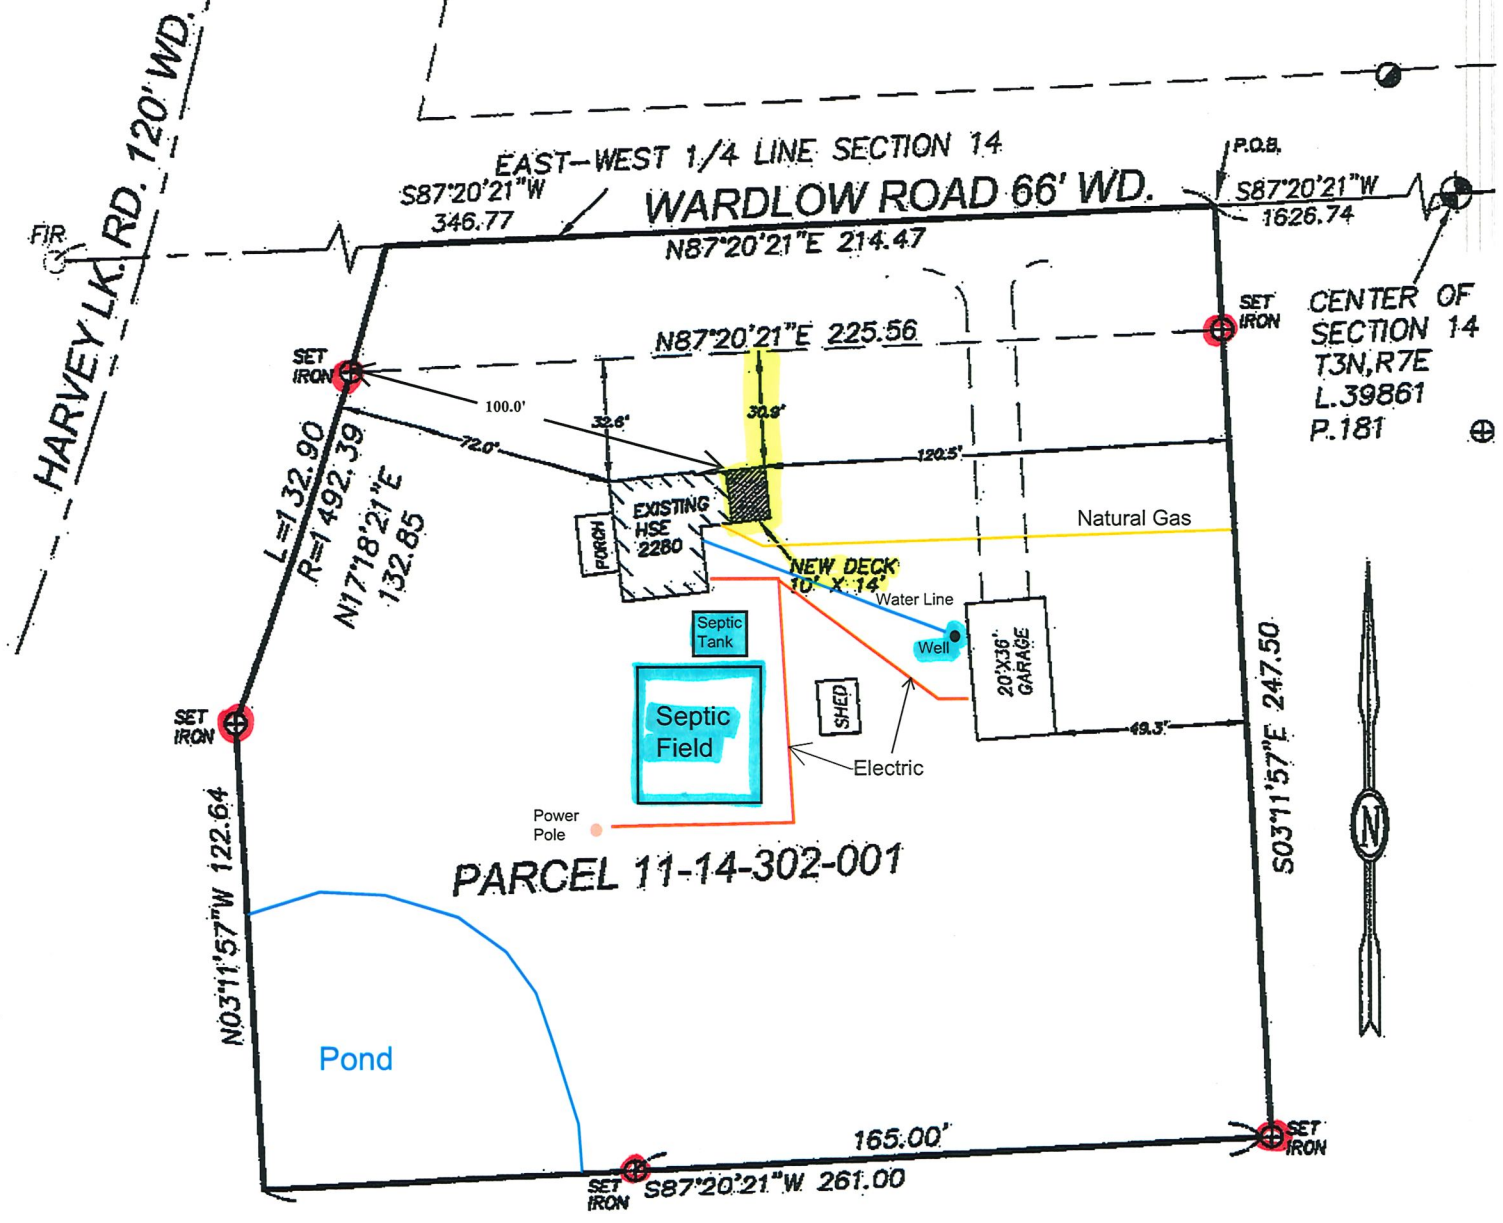 HARVEY LK. RD. 120' WD.
EAST-WEST 1/4 LINE SECTION 14
P.O.B.
S87°20'21"W
346.77
WARDLOW ROAD 66' WD.
S87°20'21"W
1626.74
FIR
N87°20'21"E 214.47
CENTER OF
SECTION 14
T3N,R7E
L.39861
P.181
SET
IRON
N87°20'21"E 225.56
SET
IRON
100.0'
32.6'
30.9'
72.0'
120.5'
L=132.90
R=1492.39
N17°18'21"E
132.85
EXISTING
HSE
2280
PORCH
Natural Gas
NEW DECK
10' X 14'
Water Line
Septic
Tank
Well
20'X36'
GARAGE
SHED
Septic
Field
SET
IRON
49.3'
Electric
S03°11'57"E 247.50
Power
Pole
N
PARCEL 11-14-302-001
N03°11'57"W 122.64
Pond
165.00'
SET
IRON
SET
IRON
S87°20'21"W 261.00